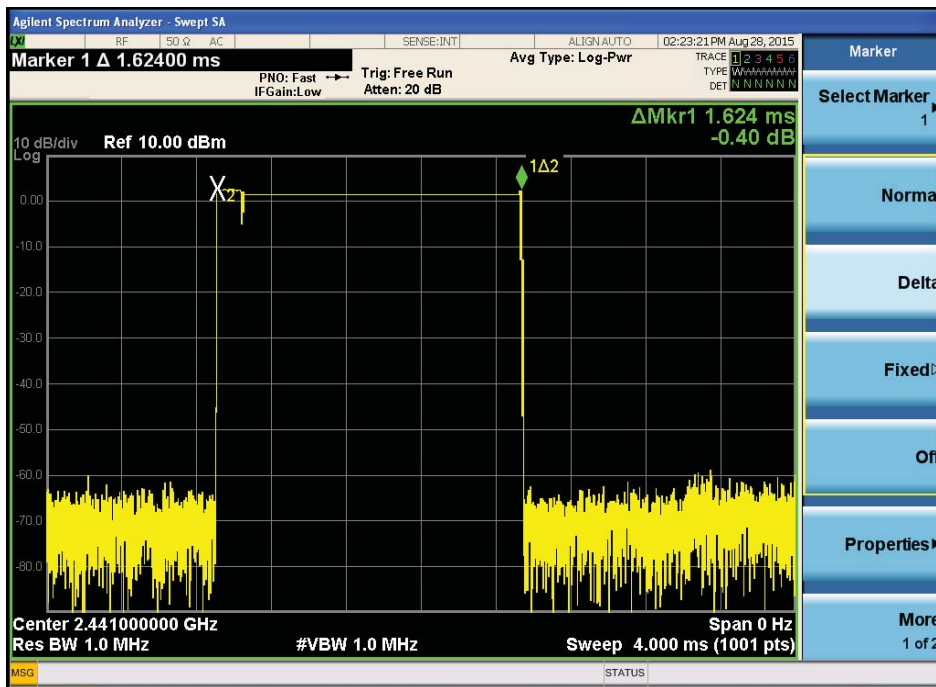 Agilent Spectrum Analyzer - Swept SA
LXI RF 50 Ω AC SENSE:INT ALIGN AUTO 02:23:21 PM Aug 28, 2015
Marker 1 Δ 1.62400 ms
PNO: Fast
IFGain:Low
Trig: Free Run
Atten: 20 dB
Avg Type: Log-Pwr
TRACE 1 2 3 4 5 6
TYPE W
DET N N N N N N
ΔMkr1 1.624 ms
-0.40 dB
10 dB/div Ref 10.00 dBm
Log
1Δ2
X2
0.00
-10.0
-20.0
-30.0
-40.0
-50.0
-60.0
-70.0
-80.0
Center 2.441000000 GHz Span 0 Hz
Res BW 1.0 MHz #VBW 1.0 MHz Sweep 4.000 ms (1001 pts)
MSG STATUS
Marker
Select Marker
1
Norma
Delta
Fixed
Off
Properties
More
1 of 2